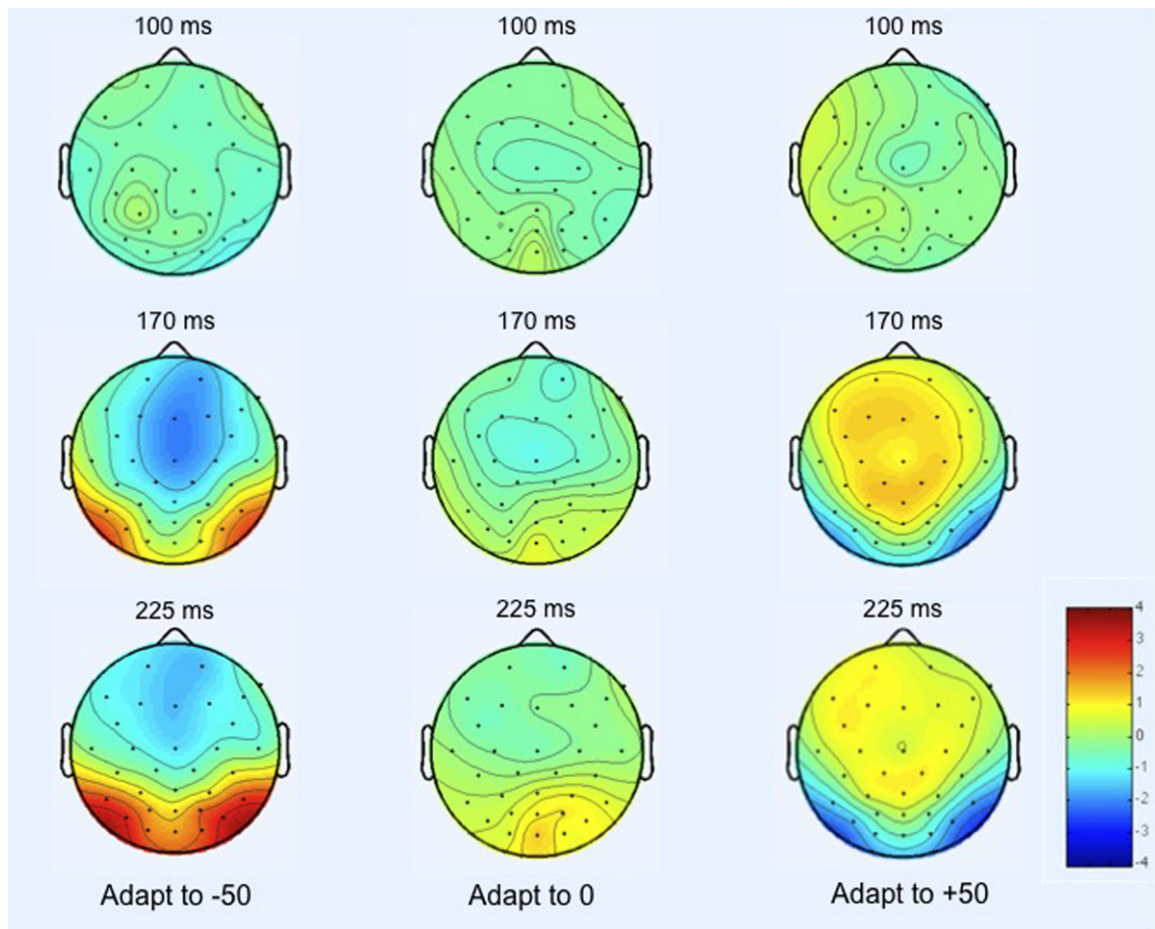 100 ms
100 ms
100 ms
170 ms
170 ms
170 ms
225 ms
225 ms
225 ms
4
3
2
1
0
-1
-2
-3
-4
Adapt to -50
Adapt to 0
Adapt to +50